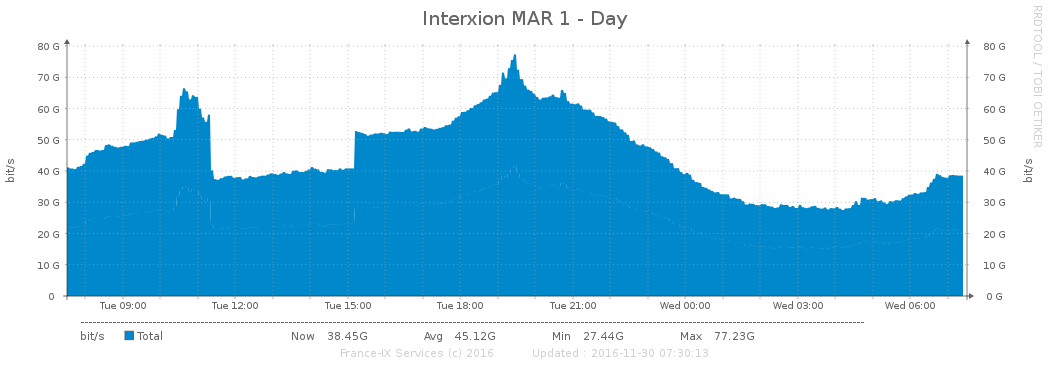 Interxion MAR 1 - Day
RRDTOOL / TOBI OETIKER
80 G 80 G
70 G 70 G
60 G 60 G
50 G 50 G
40 G 40 G
30 G 30 G
20 G 20 G
10 G 10 G
0 0 G
bit/s
bit/s
Tue 09:00 Tue 12:00 Tue 15:00 Tue 18:00 Tue 21:00 Wed 00:00 Wed 03:00 Wed 06:00
bit/s Total Now 38.45G Avg 45.12G Min 27.44G Max 77.23G
France-IX Services (c) 2016 Updated : 2016-11-30 07:30:13